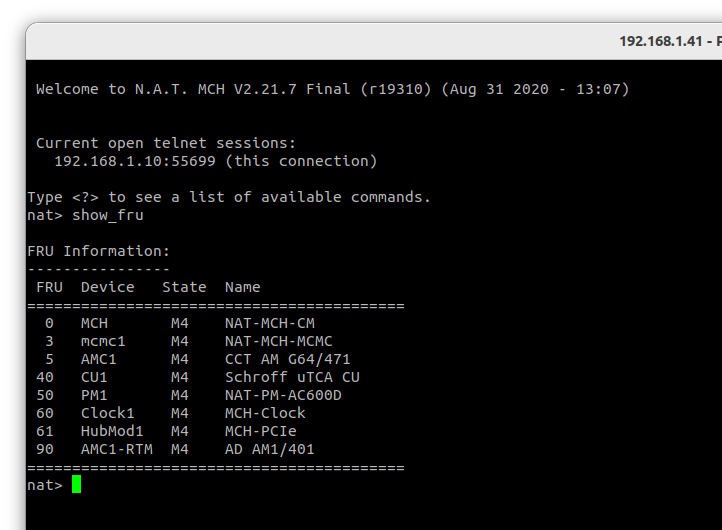 192.168.1.41 -
Welcome to N.A.T. MCH V2.21.7 Final (r19310) (Aug 31 2020 - 13:07)
Current open telnet sessions:
192.168.1.10:55699 (this connection)
Type <?> to see a list of available commands.
nat> show_fru
FRU Information:
----------------
FRU  Device   State  Name
==========================================
0   MCH       M4    NAT-MCH-CM
3   mcmc1     M4    NAT-MCH-MCMC
5   AMC1      M4    CCT AM G64/471
40   CU1       M4    Schroff uTCA CU
50   PM1       M4    NAT-PM-AC600D
60   Clock1    M4    MCH-Clock
61   HubMod1   M4    MCH-PCIe
90   AMC1-RTM  M4    AD AM1/401
==========================================
nat>